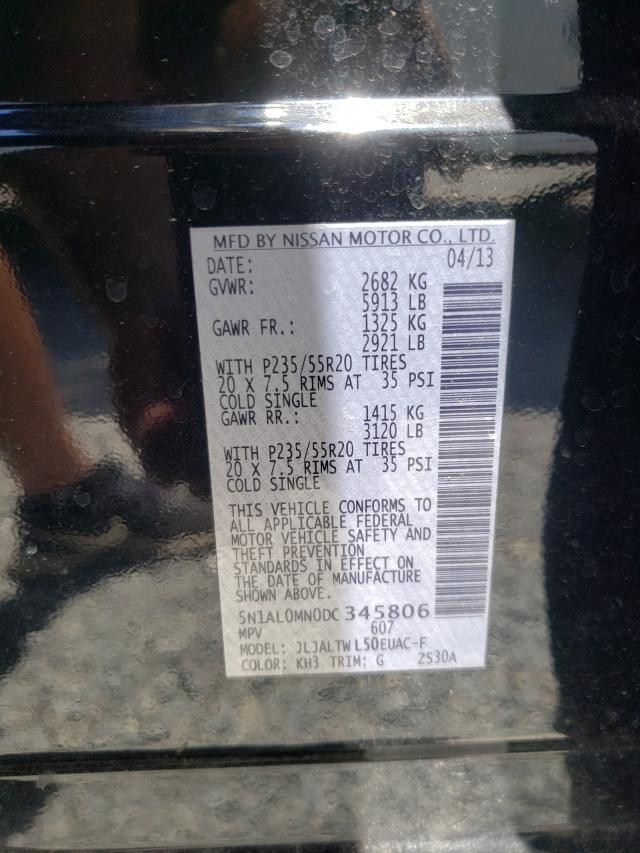 MFD BY NISSAN MOTOR CO., LTD.
DATE: 04/13
GVWR: 2682 KG
5913 LB
GAWR FR.: 1325 KG
2921 LB
WITH P235/55R20 TIRES
20 X 7.5 RIMS AT 35 PSI
COLD SINGLE
GAWR RR.: 1415 KG
3120 LB
WITH P235/55R20 TIRES
20 X 7.5 RIMS AT 35 PSI
COLD SINGLE
THIS VEHICLE CONFORMS TO
ALL APPLICABLE FEDERAL
MOTOR VEHICLE SAFETY AND
THEFT PREVENTION
STANDARDS IN EFFECT ON
THE DATE OF MANUFACTURE
SHOWN ABOVE.
5N1AL0MN0DC345806
MPV 607
MODEL: JLJALTWL50EUAC-F
COLOR: KH3 TRIM: G ZS30A